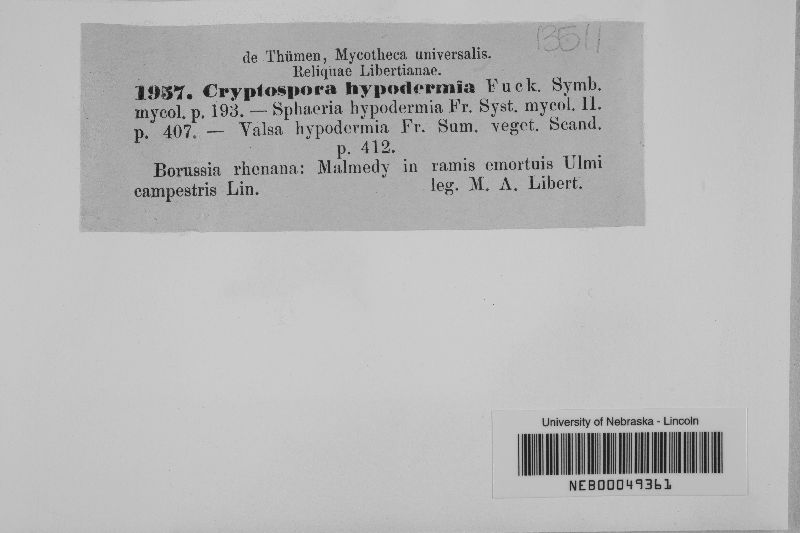 13511
de Thümen, Mycotheca universalis.
Reliquae Libertianae.
1957. Cryptospora hypodermia Fuck. Symb.
mycol. p. 193. — Sphaeria hypodermia Fr. Syst. mycol. II.
p. 407. — Valsa hypodermia Fr. Sum. veget. Scand.
p. 412.
Borussia rhenana: Malmedy in ramis emortuis Ulmi
campestris Lin. leg. M. A. Libert.
University of Nebraska - Lincoln
NEB00049361